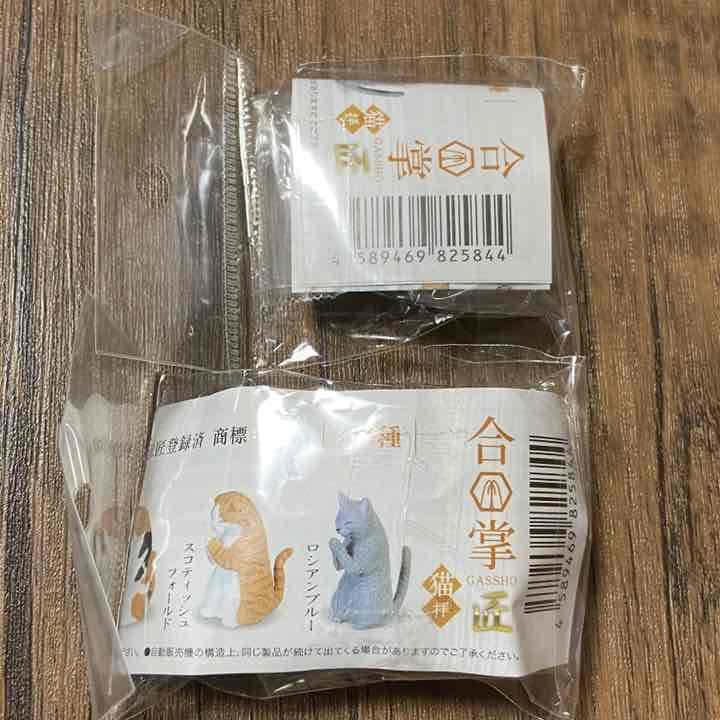 合掌
GASSHO
匠
猫拝
4 589469 825844
匠登録済 商標
種
合掌
GASSHO
匠
猫拝
スコティッシュ
フォールド
ロシアンブルー
4 589469 82584
い。●自動販売機の構造上、同じ製品が続けて出てくる場合がありますのでご了承ください。